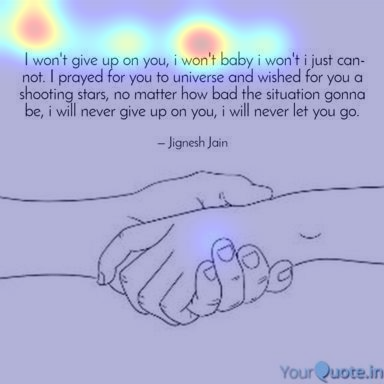 I won't give up on you, i won't baby i won't i just can-
not. I prayed for you to universe and wished for you a
shooting stars, no matter how bad the situation gonna
be, i will never give up on you, i will never let you go.
– Jignesh Jain
YourQuote.in